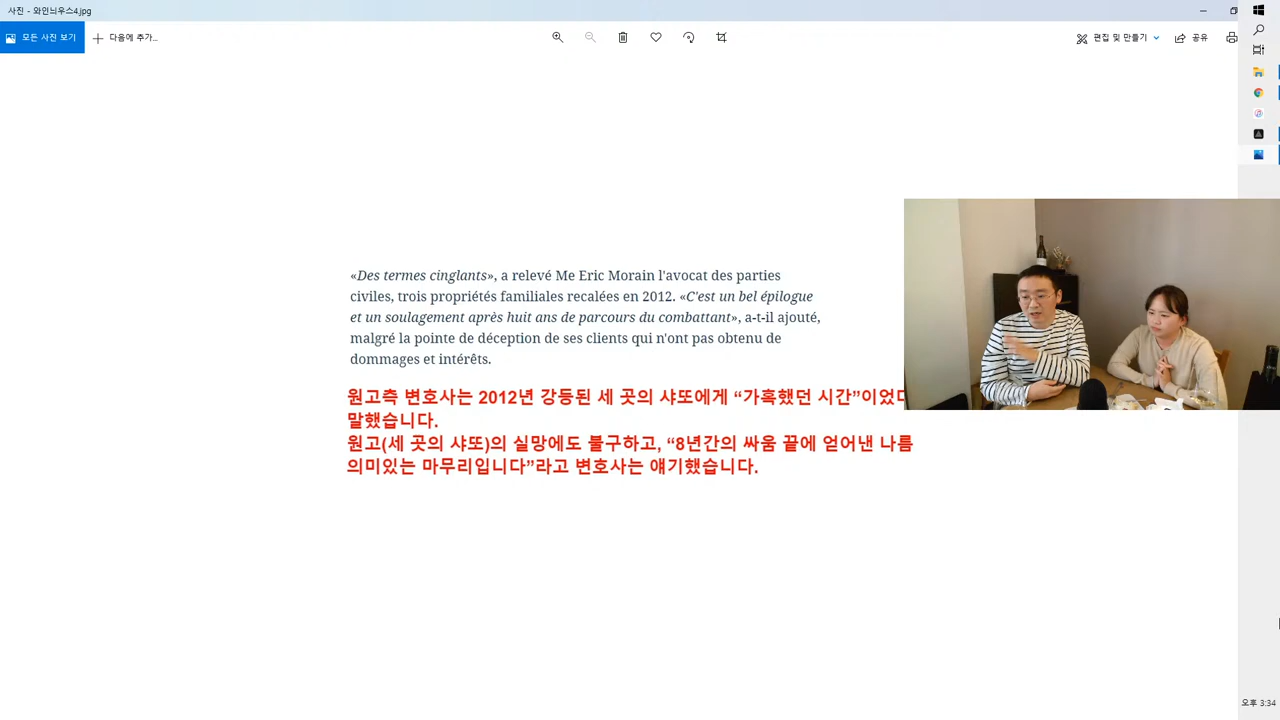 사진 - 와인늬우스4.jpg
모든 사진 보기
다음에 추가...
편집 및 만들기
공유
«Des termes cinglants», a relevé Me Eric Morain l'avocat des parties
civiles, trois propriétés familiales recalées en 2012. «C'est un bel épilogue
et un soulagement après huit ans de parcours du combattant», a-t-il ajouté,
malgré la pointe de déception de ses clients qui n'ont pas obtenu de
dommages et intérêts.
원고측 변호사는 2012년 강등된 세 곳의 샤또에게 “가혹했던 시간”이었다
말했습니다.
원고(세 곳의 샤또)의 실망에도 불구하고, “8년간의 싸움 끝에 얻어낸 나름
의미있는 마무리입니다”라고 변호사는 얘기했습니다.
오후 3:34